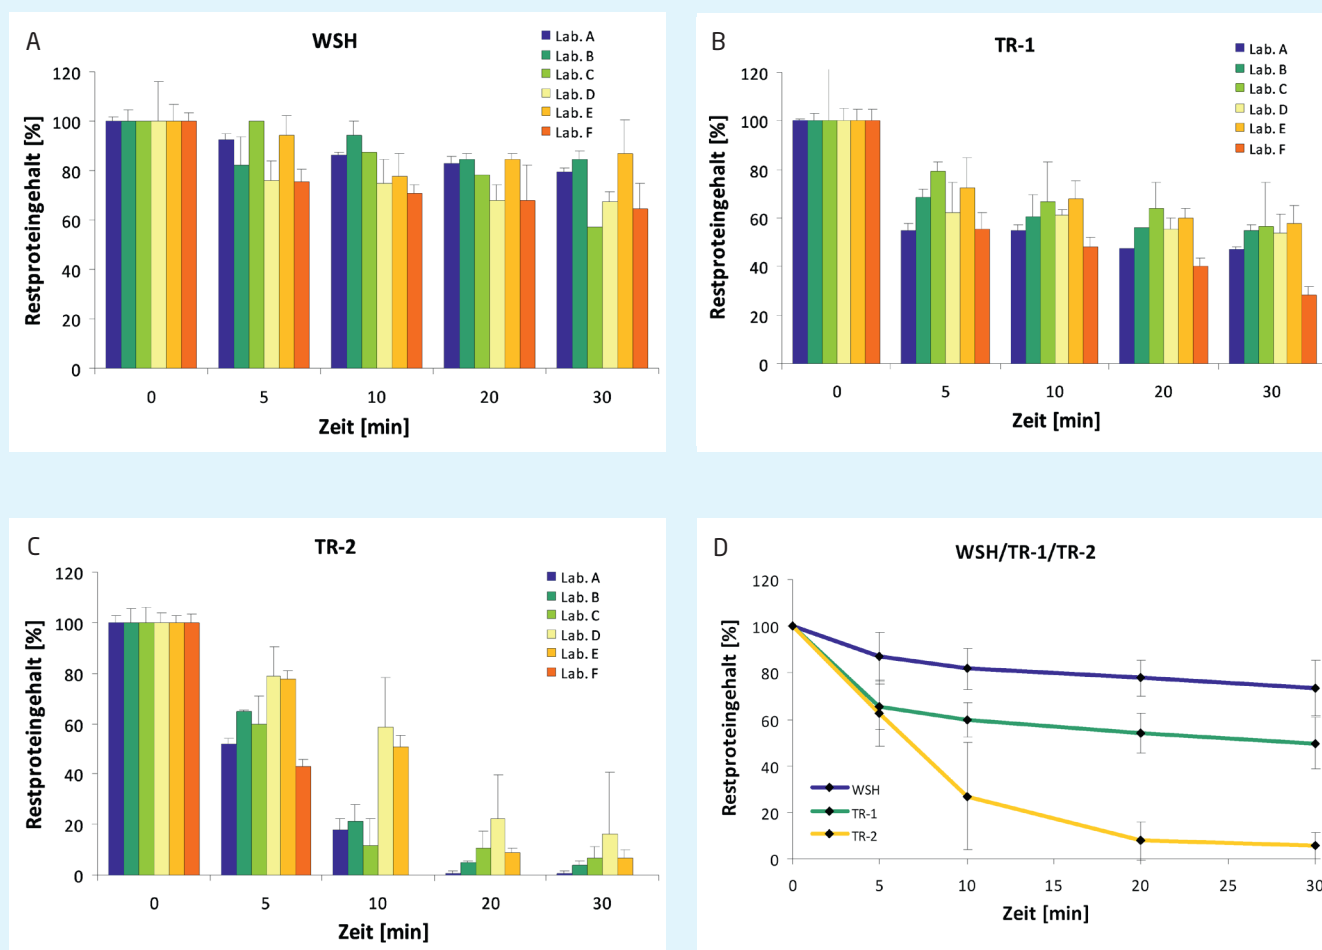 A
WSH
Lab. A
Lab. B
Lab. C
Lab. D
Lab. E
Lab. F
Restproteingehalt [%]
120
100
80
60
40
20
0
0 5 10 20 30
Zeit [min]
B
TR-1
Lab. A
Lab. B
Lab. C
Lab. D
Lab. E
Lab. F
Restproteingehalt [%]
120
100
80
60
40
20
0
0 5 10 20 30
Zeit [min]
C
TR-2
Lab. A
Lab. B
Lab. C
Lab. D
Lab. E
Lab. F
Restproteingehalt [%]
120
100
80
60
40
20
0
0 5 10 20 30
Zeit [min]
D
WSH/TR-1/TR-2
Restproteingehalt [%]
120
100
80
60
40
20
0
WSH
TR-1
TR-2
0 5 10 15 20 25 30
Zeit [min]